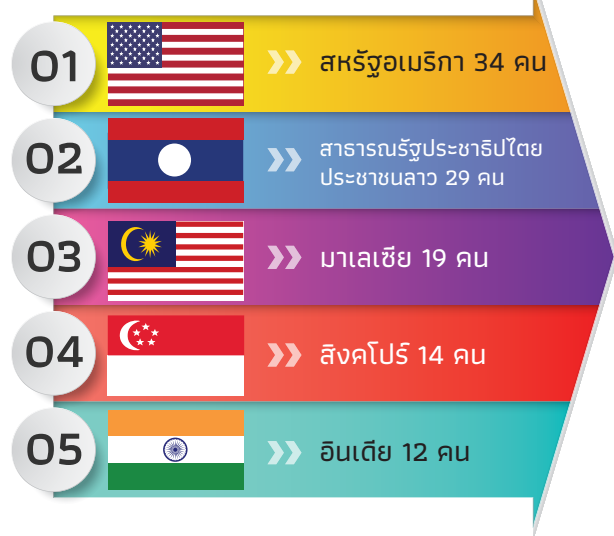 01
สหรัฐอเมริกา 34 คน
02
สาธารณรัฐประชาธิปไตย
ประชาชนลาว 29 คน
03
มาเลเซีย 19 คน
04
สิงคโปร์ 14 คน
05
อินเดีย 12 คน